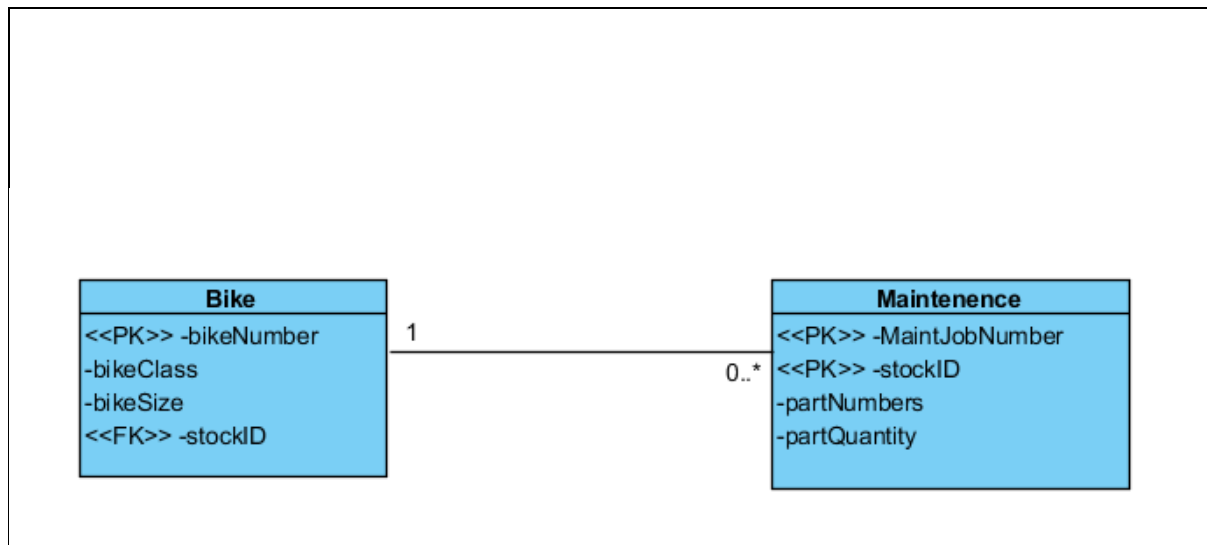 Bike
<<PK>> -bikeNumber
-bikeClass
-bikeSize
<<FK>> -stockID
1
0..*
Maintenence
<<PK>> -MaintJobNumber
<<PK>> -stockID
-partNumbers
-partQuantity